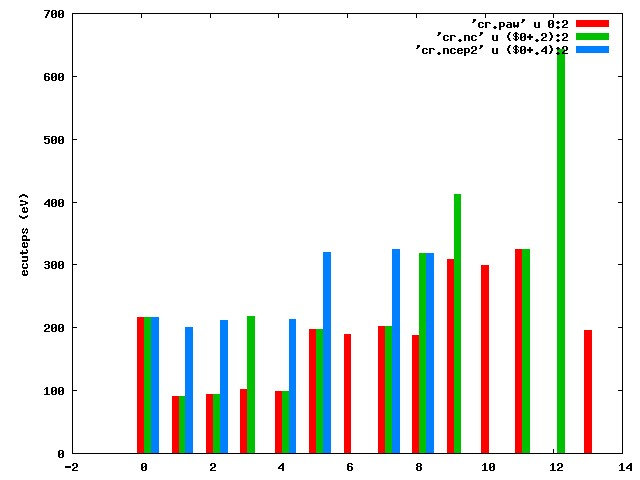 700
'cr.paw' u 0:2
'cr.nc' u ($0+.2):2
'cr.ncep2' u ($0+.4):2
600
500
400
300
200
100
0
ecuteps (eV)
-2 0 2 4 6 8 10 12 14